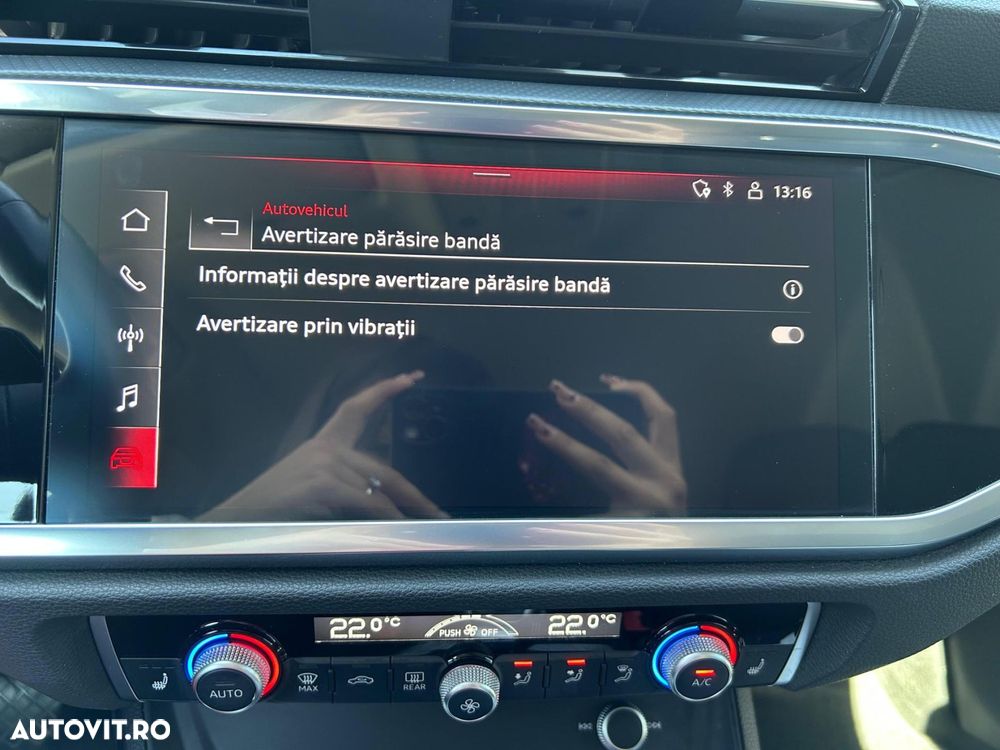 13:16
Autovehicul
Avertizare părăsire bandă
Informații despre avertizare părăsire bandă
Avertizare prin vibrații
22.0°C
PUSH OFF
22.0°C
AUTO
MAX
REAR
A/C
AUTOVIT.RO